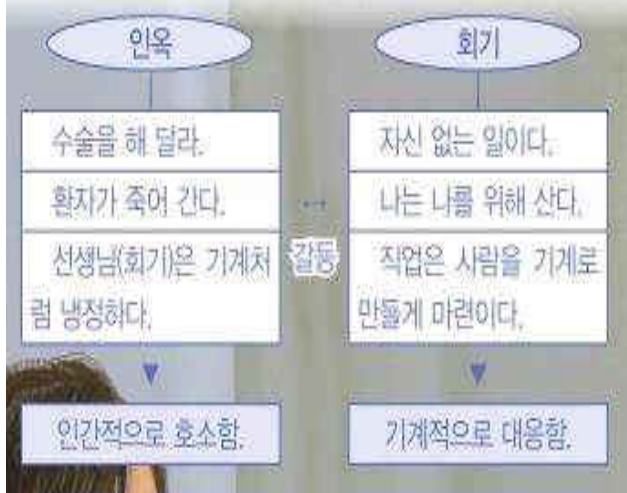 인옥
회기
수술을 해 달라.
자신 없는 일이다.
환자가 죽어 간다.
↔
나는 나를 위해 산다.
선생님(회기)은 기계처
럼 냉정하다.
갈등
직업은 사람을 기계로
만들게 마련이다.
인간적으로 호소함.
기계적으로 대응함.